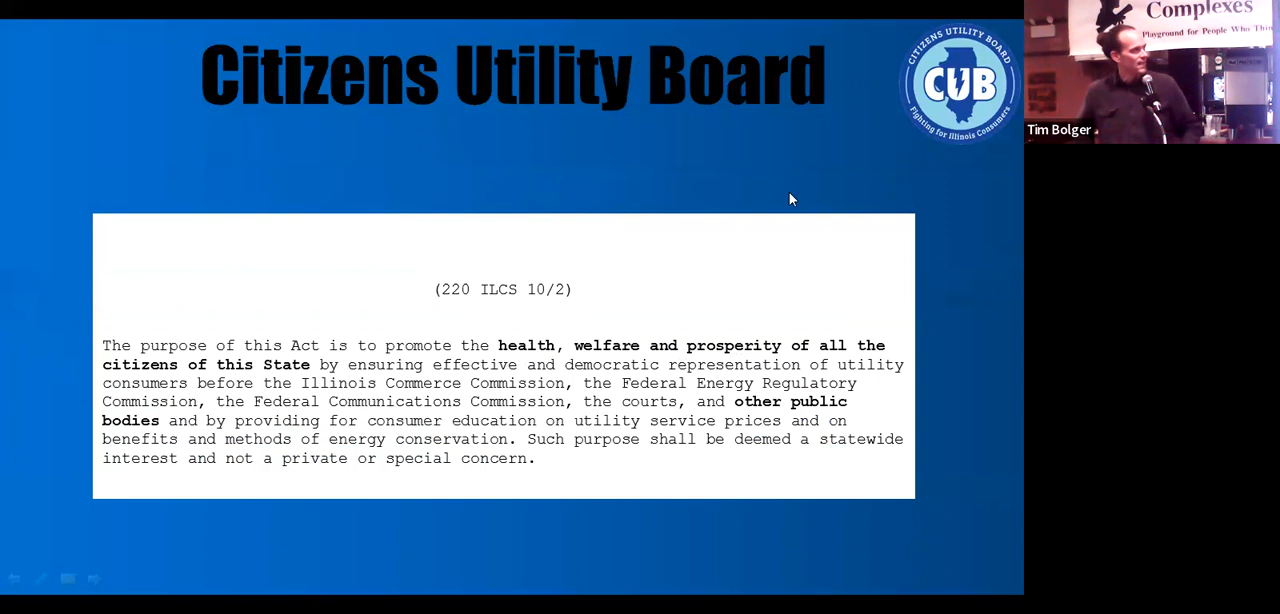 Citizens Utility Board
CITIZENS UTILITY BOARD
CUB
Fighting for Illinois Consumers
Complexes
Playground for People Who Thin
Tim Bolger
(220 ILCS 10/2)
The purpose of this Act is to promote the health, welfare and prosperity of all the
citizens of this State by ensuring effective and democratic representation of utility
consumers before the Illinois Commerce Commission, the Federal Energy Regulatory
Commission, the Federal Communications Commission, the courts, and other public
bodies and by providing for consumer education on utility service prices and on
benefits and methods of energy conservation. Such purpose shall be deemed a statewide
interest and not a private or special concern.